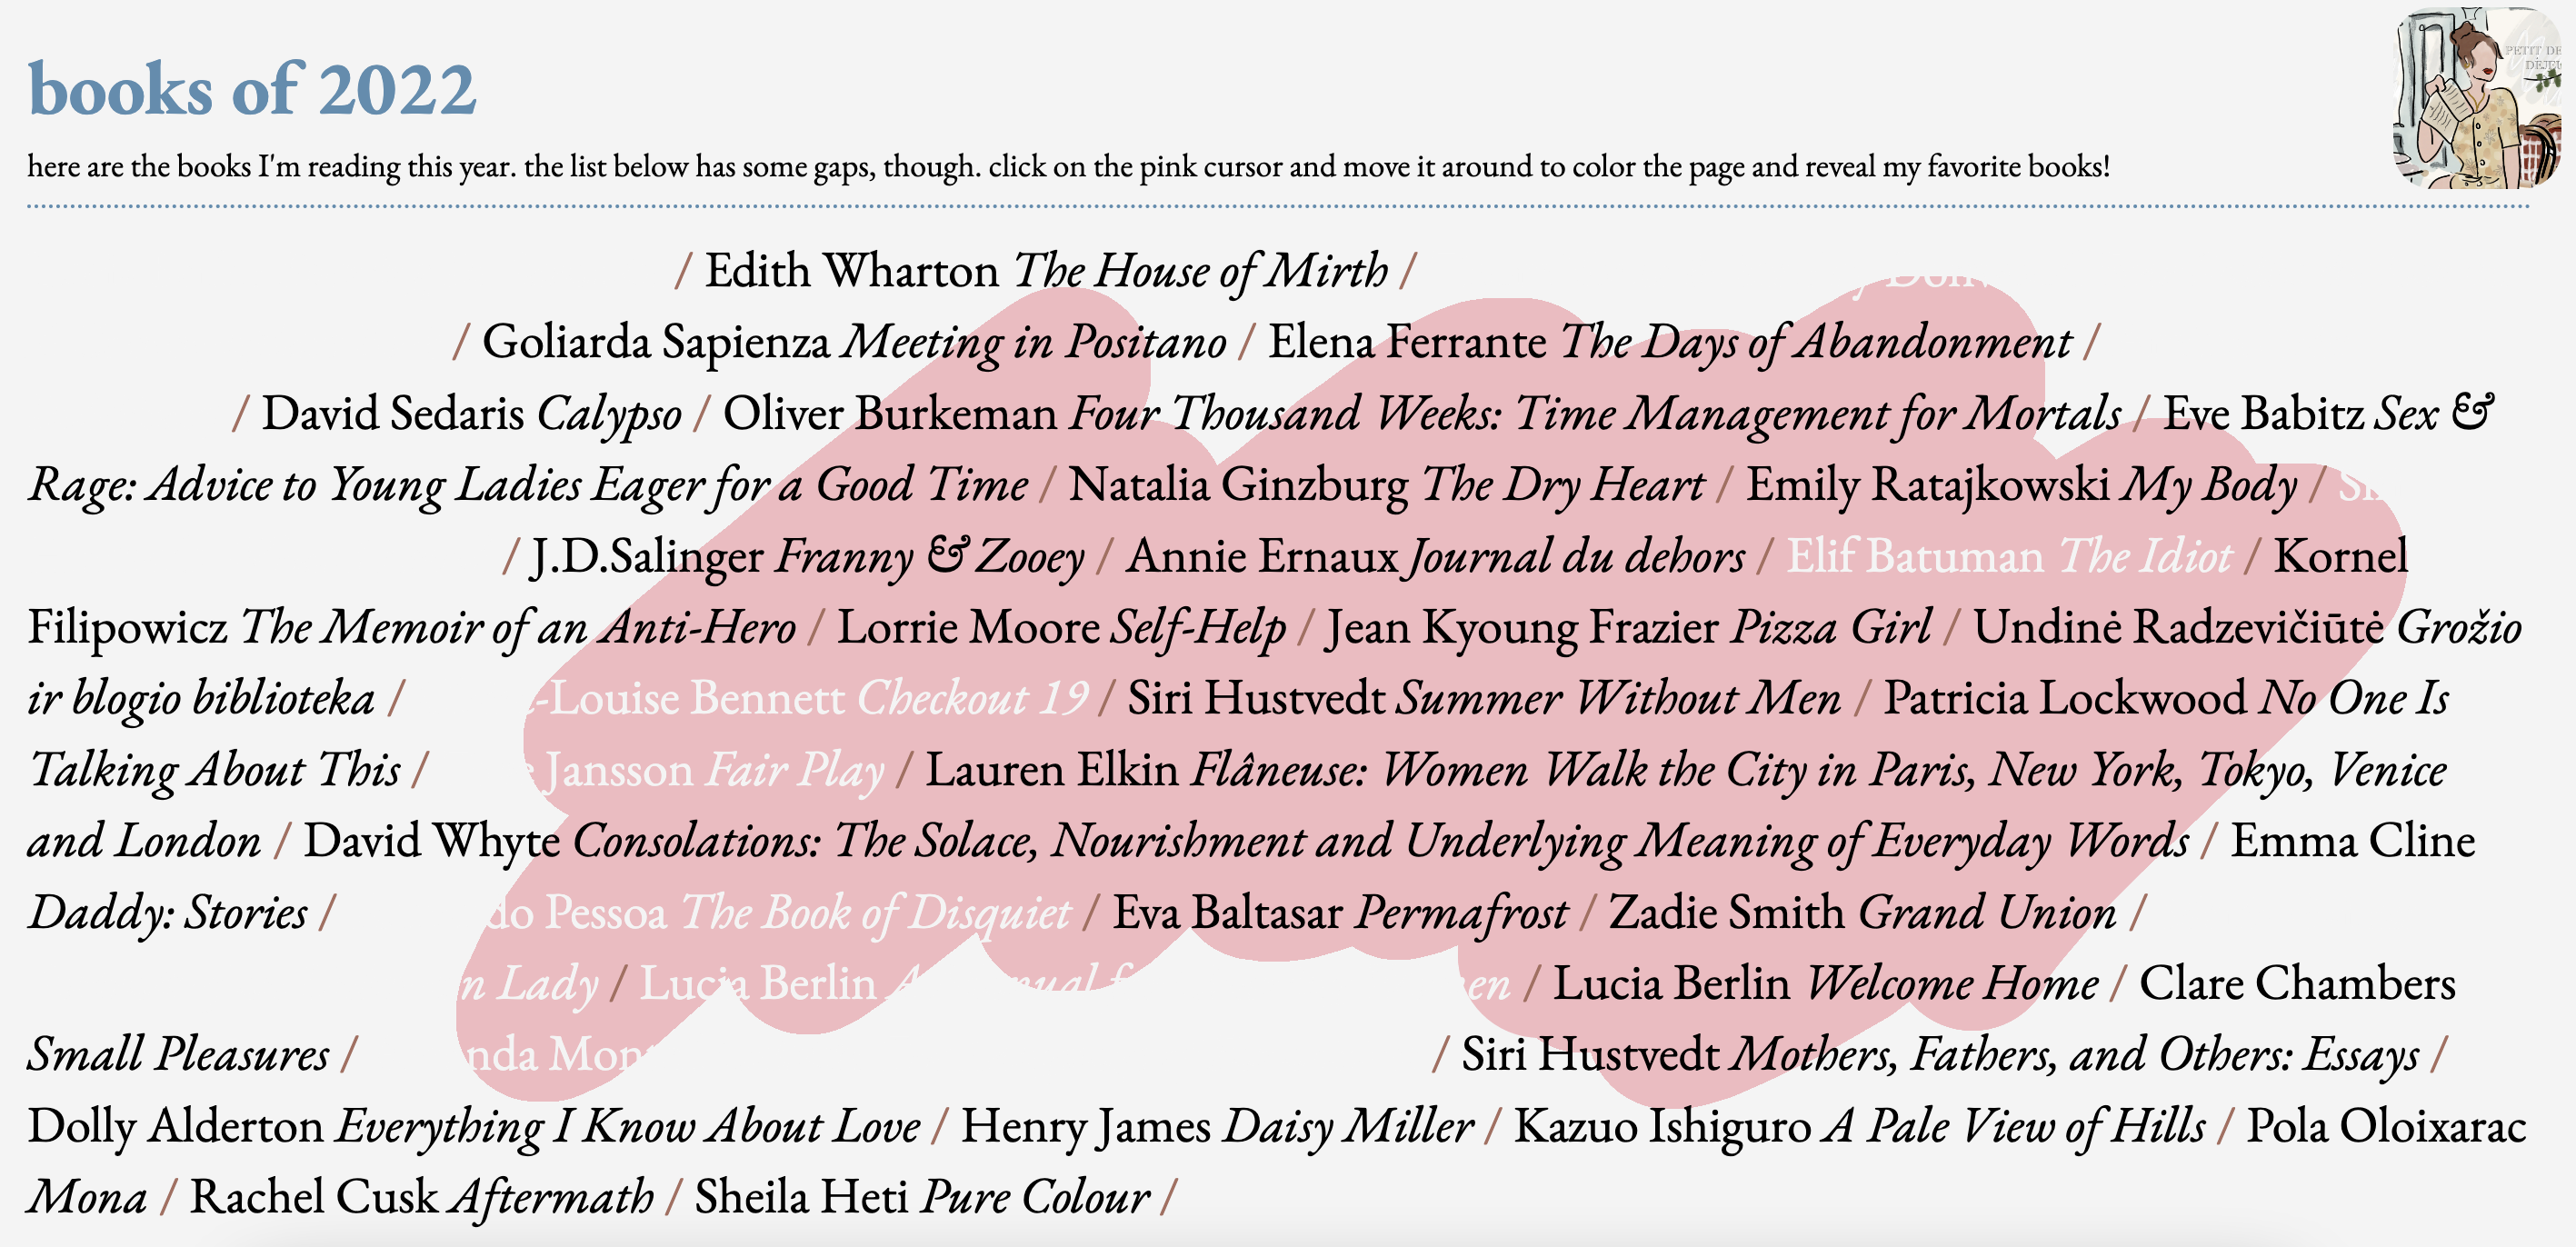 books of 2022
PETIT DE
DÉJEU
here are the books I'm reading this year. the list below has some gaps, though. click on the pink cursor and move it around to color the page and reveal my favorite books!
/ Edith Wharton The House of Mirth /
/ Goliarda Sapienza Meeting in Positano / Elena Ferrante The Days of Abandonment /
/ David Sedaris Calypso / Oliver Burkeman Four Thousand Weeks: Time Management for Mortals / Eve Babitz Sex &
Rage: Advice to Young Ladies Eager for a Good Time / Natalia Ginzburg The Dry Heart / Emily Ratajkowski My Body /
/ J.D.Salinger Franny & Zooey / Annie Ernaux Journal du dehors / Elif Batuman The Idiot / Kornel
Filipowicz The Memoir of an Anti-Hero / Lorrie Moore Self-Help / Jean Kyoung Frazier Pizza Girl / Undinė Radzevičiūtė Grožio
ir blogio biblioteka / -Louise Bennett Checkout 19 / Siri Hustvedt Summer Without Men / Patricia Lockwood No One Is
Talking About This / Jansson Fair Play / Lauren Elkin Flâneuse: Women Walk the City in Paris, New York, Tokyo, Venice
and London / David Whyte Consolations: The Solace, Nourishment and Underlying Meaning of Everyday Words / Emma Cline
Daddy: Stories / do Pessoa The Book of Disquiet / Eva Baltasar Permafrost / Zadie Smith Grand Union /
n Lady / Lucia Berlin en / Lucia Berlin Welcome Home / Clare Chambers
Small Pleasures / nda / Siri Hustvedt Mothers, Fathers, and Others: Essays /
Dolly Alderton Everything I Know About Love / Henry James Daisy Miller / Kazuo Ishiguro A Pale View of Hills / Pola Oloixarac
Mona / Rachel Cusk Aftermath / Sheila Heti Pure Colour /